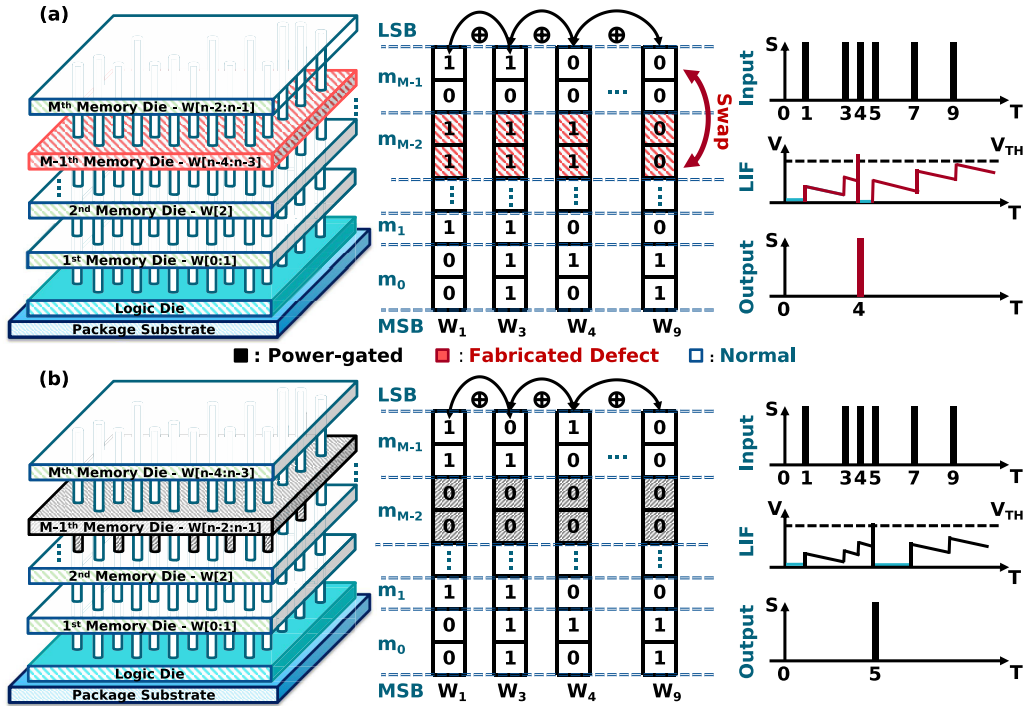 (a)
LSB
⊕ ⊕ ⊕
Mth Memory Die - W[n-2:n-1]
M-1th Memory Die - W[n-4:n-3]
2nd Memory Die - W[2]
1st Memory Die - W[0:1]
Logic Die
Package Substrate
mM-1
1 1 0 0
0 0 0 ... 0
mM-2
1 1 1 0
1 1 1 0
m1
1 1 0 0
m0
0 1 1 1
0 1 0 1
MSB W1 W3 W4 W9
Swap
Input
S
0 1 3 4 5 7 9 T
LIF
V
VTH
T
Output
S
0 4 T
: Power-gated : Fabricated Defect : Normal
(b)
LSB
⊕ ⊕ ⊕
Mth Memory Die - W[n-4:n-3]
M-1th Memory Die - W[n-2:n-1]
2nd Memory Die - W[2]
1st Memory Die - W[0:1]
Logic Die
Package Substrate
mM-1
1 0 1 0
1 1 0 ... 0
mM-2
0 0 0 0
0 0 0 0
m1
1 1 0 0
m0
0 1 1 1
0 1 0 1
MSB W1 W3 W4 W9
Input
S
0 1 3 4 5 7 9 T
LIF
V
VTH
T
Output
S
0 5 T